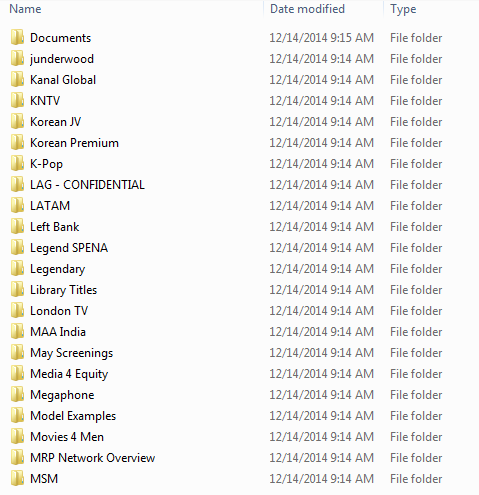 Name Date modified Type
Documents 12/14/2014 9:15 AM File folder
junderwood 12/14/2014 9:14 AM File folder
Kanal Global 12/14/2014 9:14 AM File folder
KNTV 12/14/2014 9:14 AM File folder
Korean JV 12/14/2014 9:14 AM File folder
Korean Premium 12/14/2014 9:14 AM File folder
K-Pop 12/14/2014 9:14 AM File folder
LAG - CONFIDENTIAL 12/14/2014 9:14 AM File folder
LATAM 12/14/2014 9:14 AM File folder
Left Bank 12/14/2014 9:14 AM File folder
Legend SPENA 12/14/2014 9:14 AM File folder
Legendary 12/14/2014 9:14 AM File folder
Library Titles 12/14/2014 9:14 AM File folder
London TV 12/14/2014 9:14 AM File folder
MAA India 12/14/2014 9:14 AM File folder
May Screenings 12/14/2014 9:14 AM File folder
Media 4 Equity 12/14/2014 9:14 AM File folder
Megaphone 12/14/2014 9:14 AM File folder
Model Examples 12/14/2014 9:14 AM File folder
Movies 4 Men 12/14/2014 9:14 AM File folder
MRP Network Overview 12/14/2014 9:14 AM File folder
MSM 12/14/2014 9:14 AM File folder